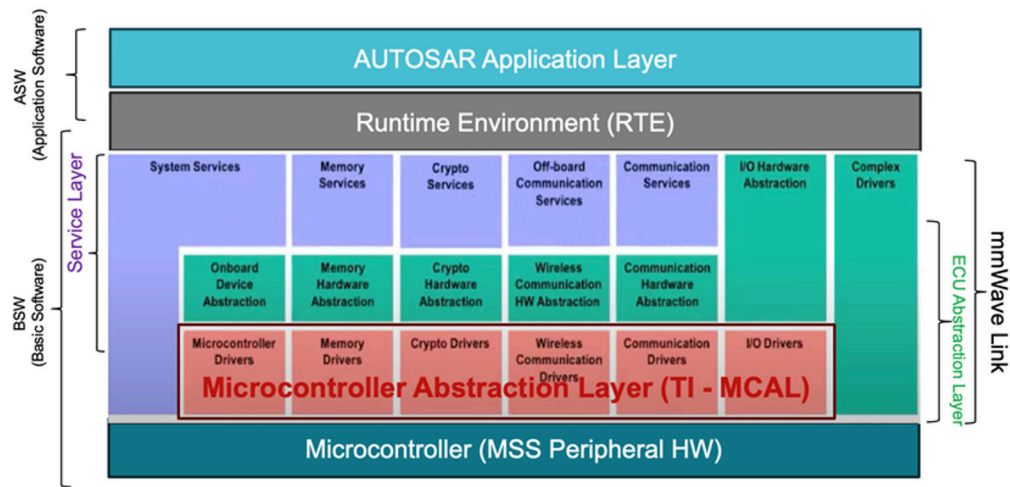 AUTOSAR Application Layer
Runtime Environment (RTE)
ASW
(Application Software)
BSW
(Basic Software)
Service Layer
System Services
Memory
Services
Crypto
Services
Off-board
Communication
Services
Communication
Services
I/O Hardware
Abstraction
Complex
Drivers
Onboard
Device
Abstraction
Memory
Hardware
Abstraction
Crypto
Hardware
Abstraction
Wireless
Communication
HW Abstraction
Communication
Hardware
Abstraction
Microcontroller
Drivers
Memory
Drivers
Crypto Drivers
Wireless
Communication
Drivers
Communication
Drivers
I/O Drivers
Microcontroller Abstraction Layer (TI - MCAL)
Microcontroller (MSS Peripheral HW)
ECU Abstraction Layer
mmWave Link